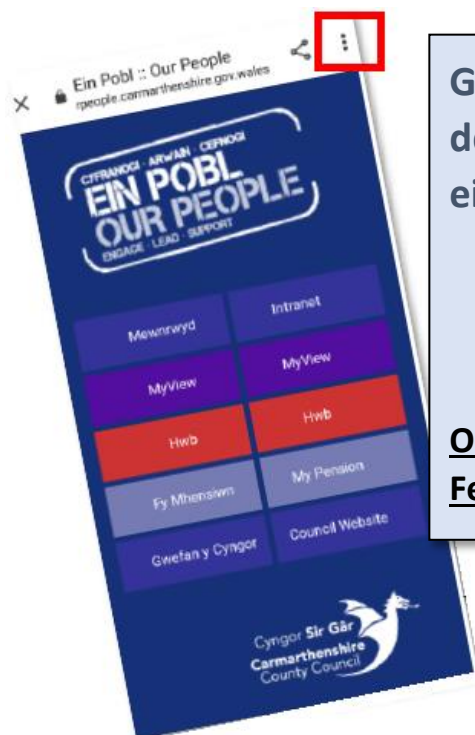 Ein Pobl :: Our People
rpeople.carmarthenshire.gov.wales
CYFRANOGI · ARWAIN · CEFNOGI
EIN POBL
OUR PEOPLE
ENGAGE · LEAD · SUPPORT
Mewnrwyd Intranet
MyView MyView
Hwb Hwb
Fy Mhensiwn My Pension
Gwefan y Cyngor Council Website
Cyngor Sir Gâr
Carmarthenshire
County Council